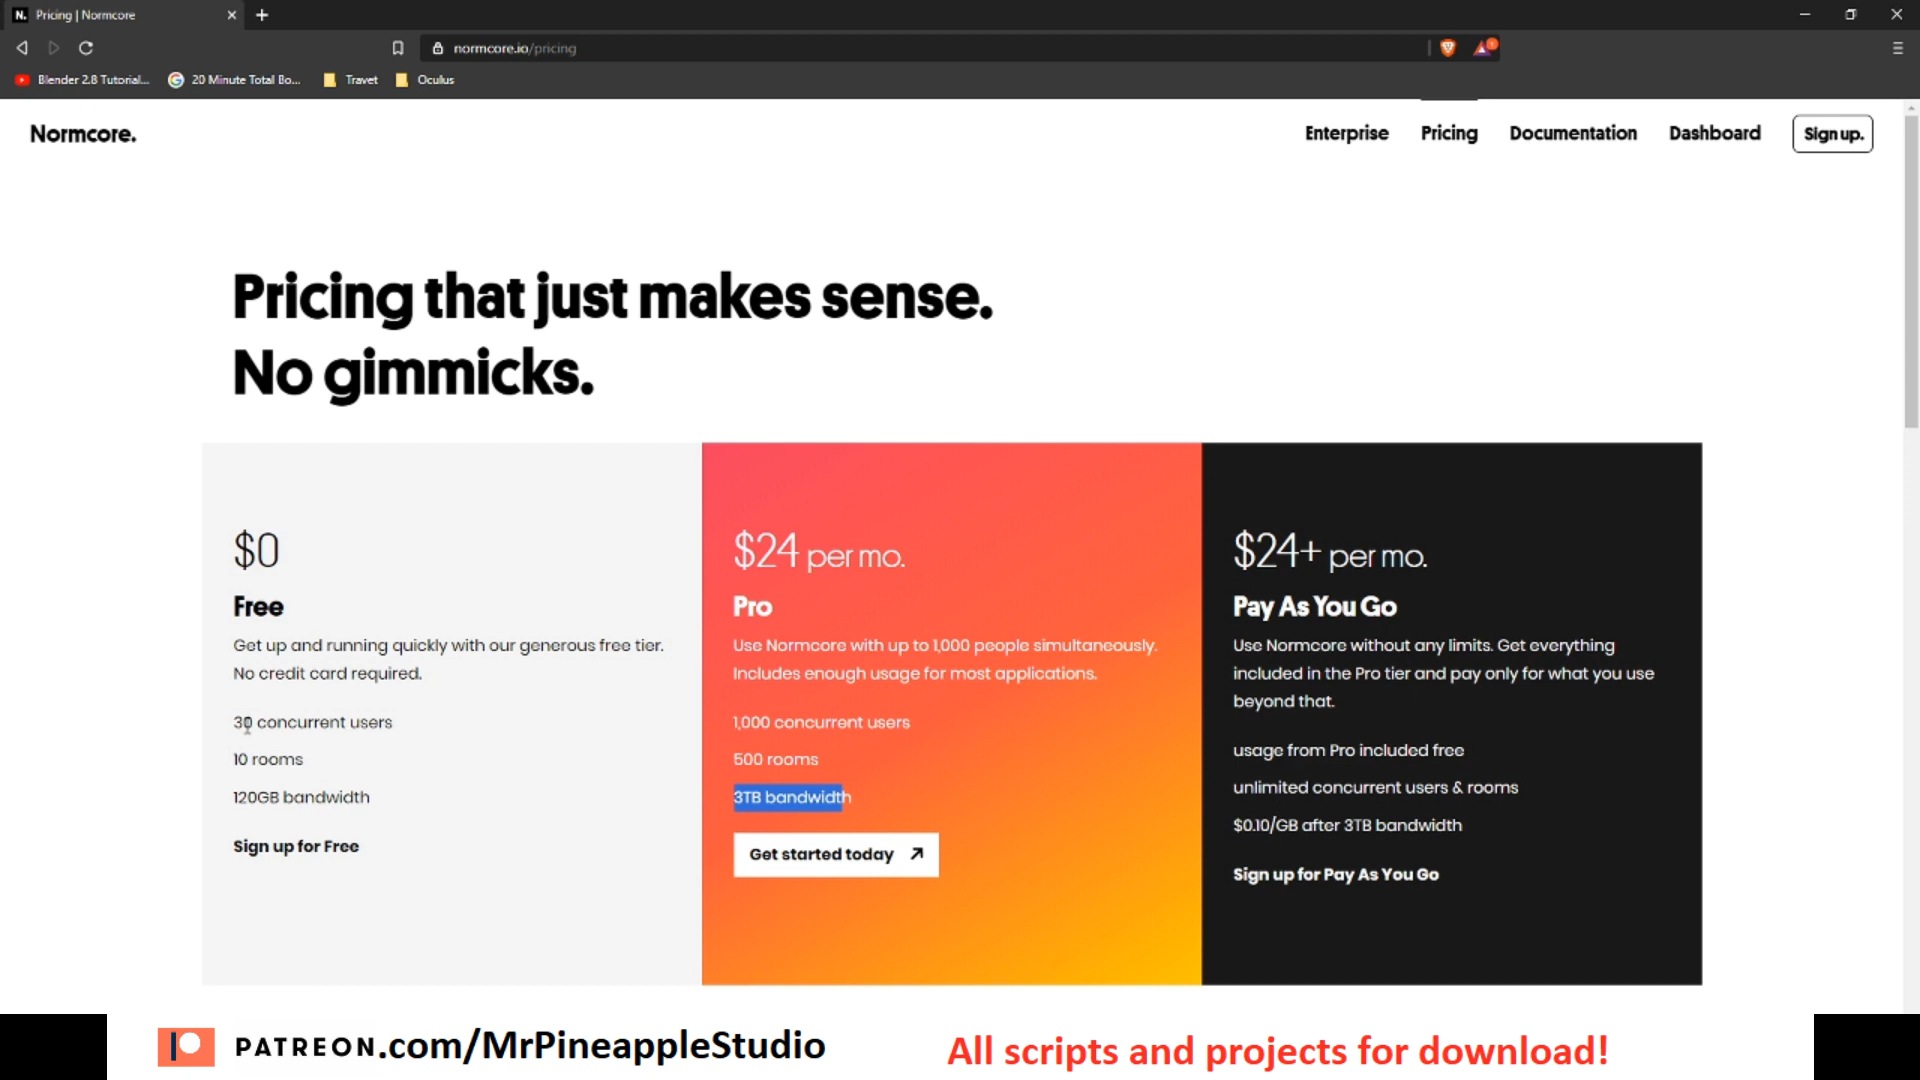 N. Pricing | Normcore
normcore.io/pricing
Blender 2.8 Tutorial...
20 Minute Total Bo...
Travet
Oculus
Normcore.
Enterprise
Pricing
Documentation
Dashboard
Sign up.
Pricing that just makes sense.
No gimmicks.
$0
Free
Get up and running quickly with our generous free tier.
No credit card required.
30 concurrent users
10 rooms
120GB bandwidth
Sign up for Free
$24 per mo.
Pro
Use Normcore with up to 1,000 people simultaneously.
Includes enough usage for most applications.
1,000 concurrent users
500 rooms
3TB bandwidth
Get started today
$24+ per mo.
Pay As You Go
Use Normcore without any limits. Get everything
included in the Pro tier and pay only for what you use
beyond that.
usage from Pro included free
unlimited concurrent users & rooms
$0.10/GB after 3TB bandwidth
Sign up for Pay As You Go
PATREON.com/MrPineappleStudio
All scripts and projects for download!